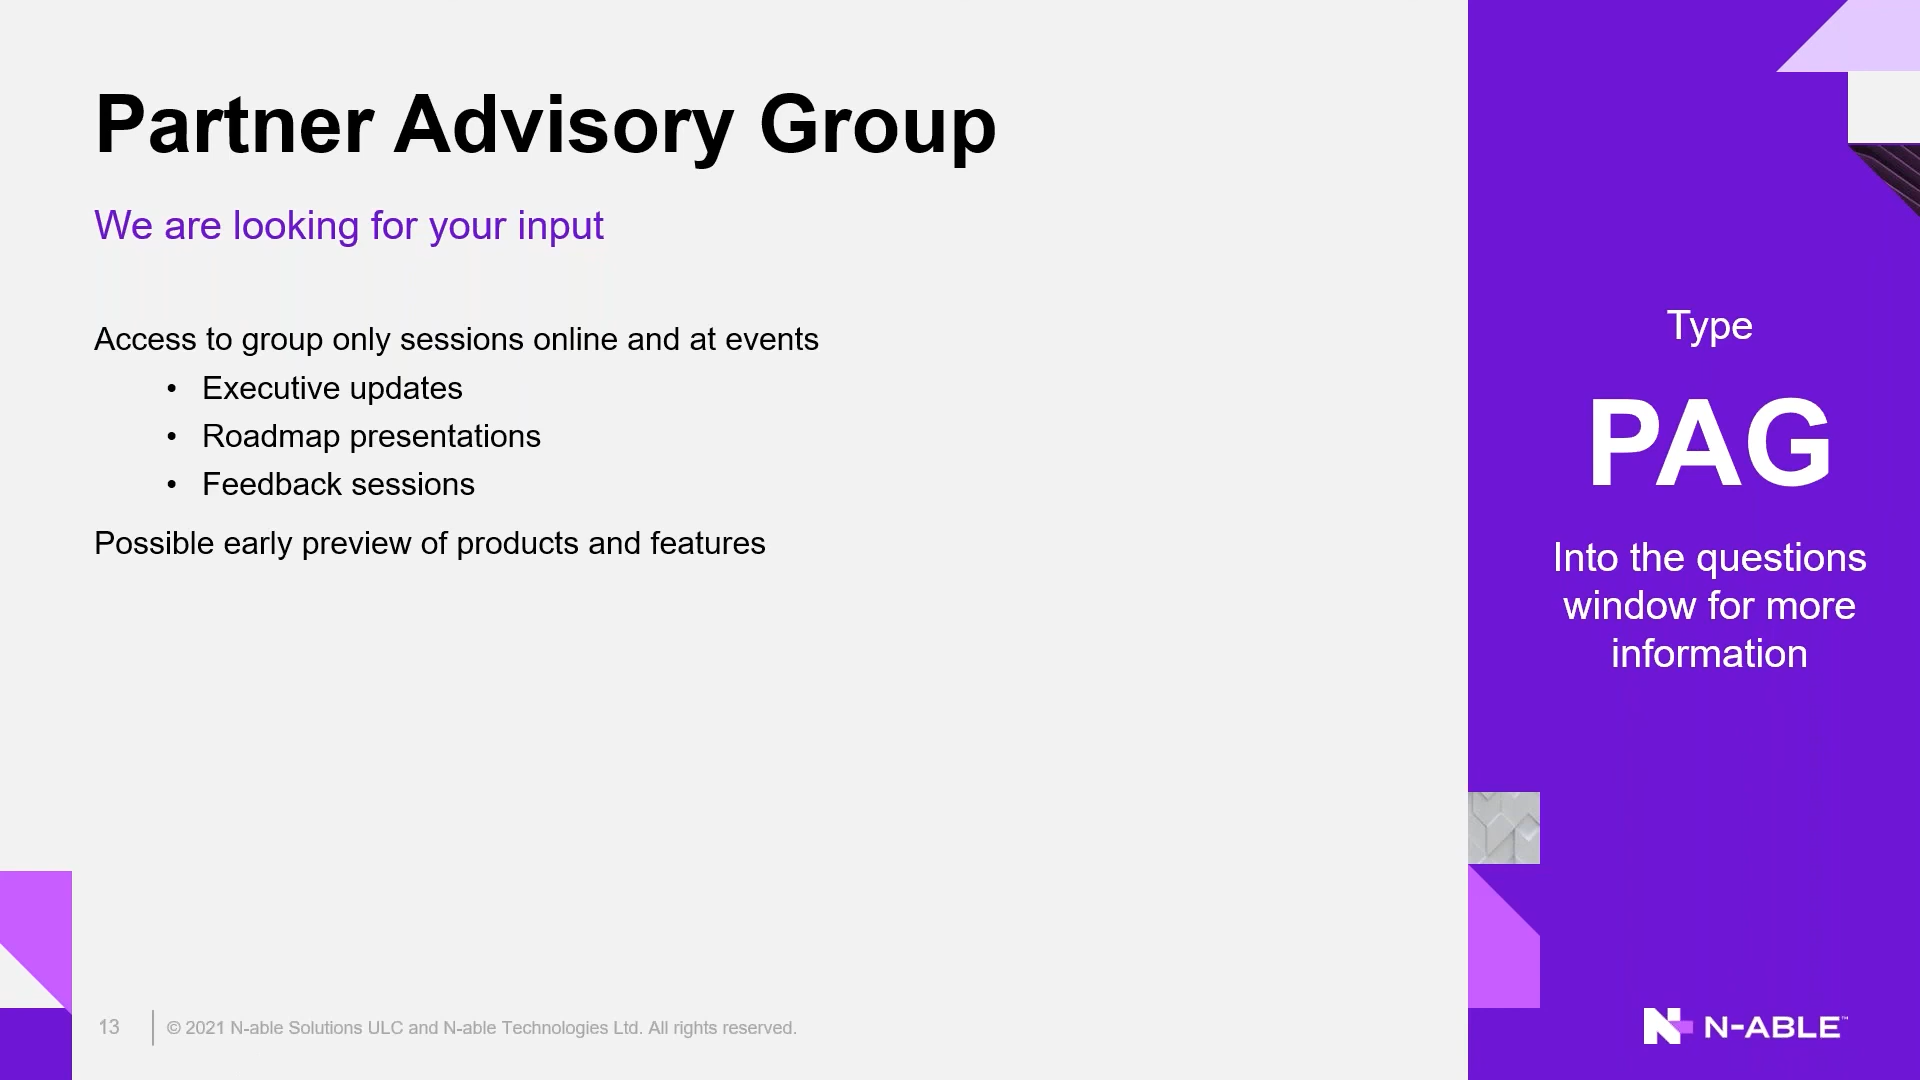 Partner Advisory Group
We are looking for your input
Access to group only sessions online and at events
• Executive updates
• Roadmap presentations
• Feedback sessions
Possible early preview of products and features
Type
PAG
Into the questions
window for more
information
13
© 2021 N-able Solutions ULC and N-able Technologies Ltd. All rights reserved.
N-ABLE™